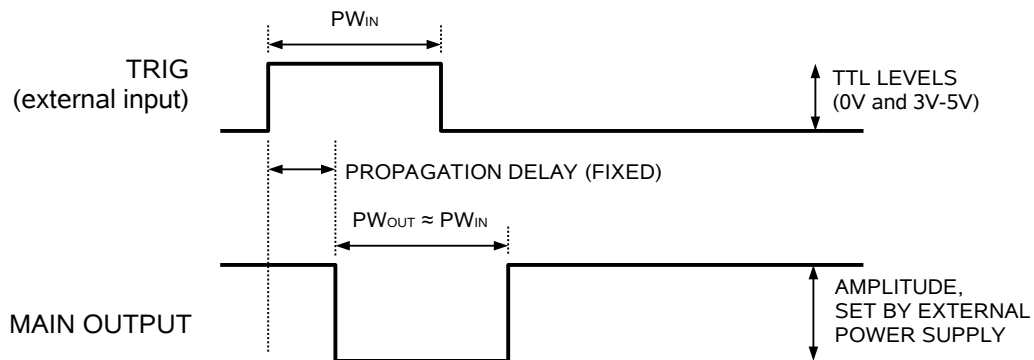 PWIN
TRIG
(external input)
TTL LEVELS
(0V and 3V-5V)
PROPAGATION DELAY (FIXED)
PWOUT ≈ PWIN
MAIN OUTPUT
AMPLITUDE,
SET BY EXTERNAL
POWER SUPPLY